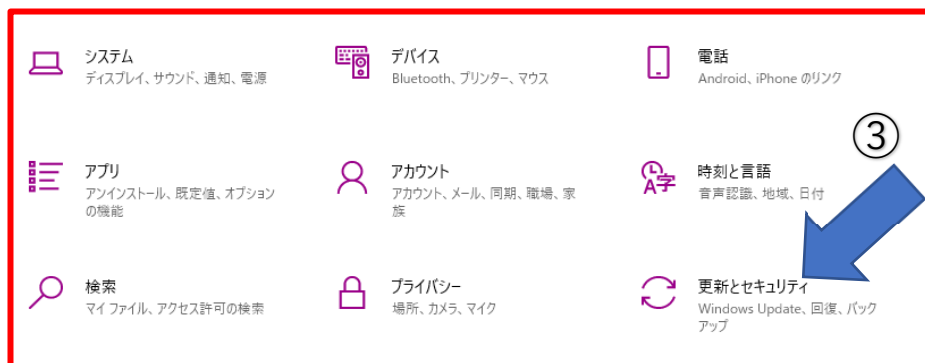 システム
ディスプレイ、サウンド、通知、電源
デバイス
Bluetooth、プリンター、マウス
電話
Android、iPhone のリンク
③
アプリ
アンインストール、既定値、オプション
の機能
アカウント
アカウント、メール、同期、職場、家
族
時刻と言語
音声認識、地域、日付
検索
マイ ファイル、アクセス許可の検索
プライバシー
場所、カメラ、マイク
更新とセキュリティ
Windows Update、回復、バック
アップ